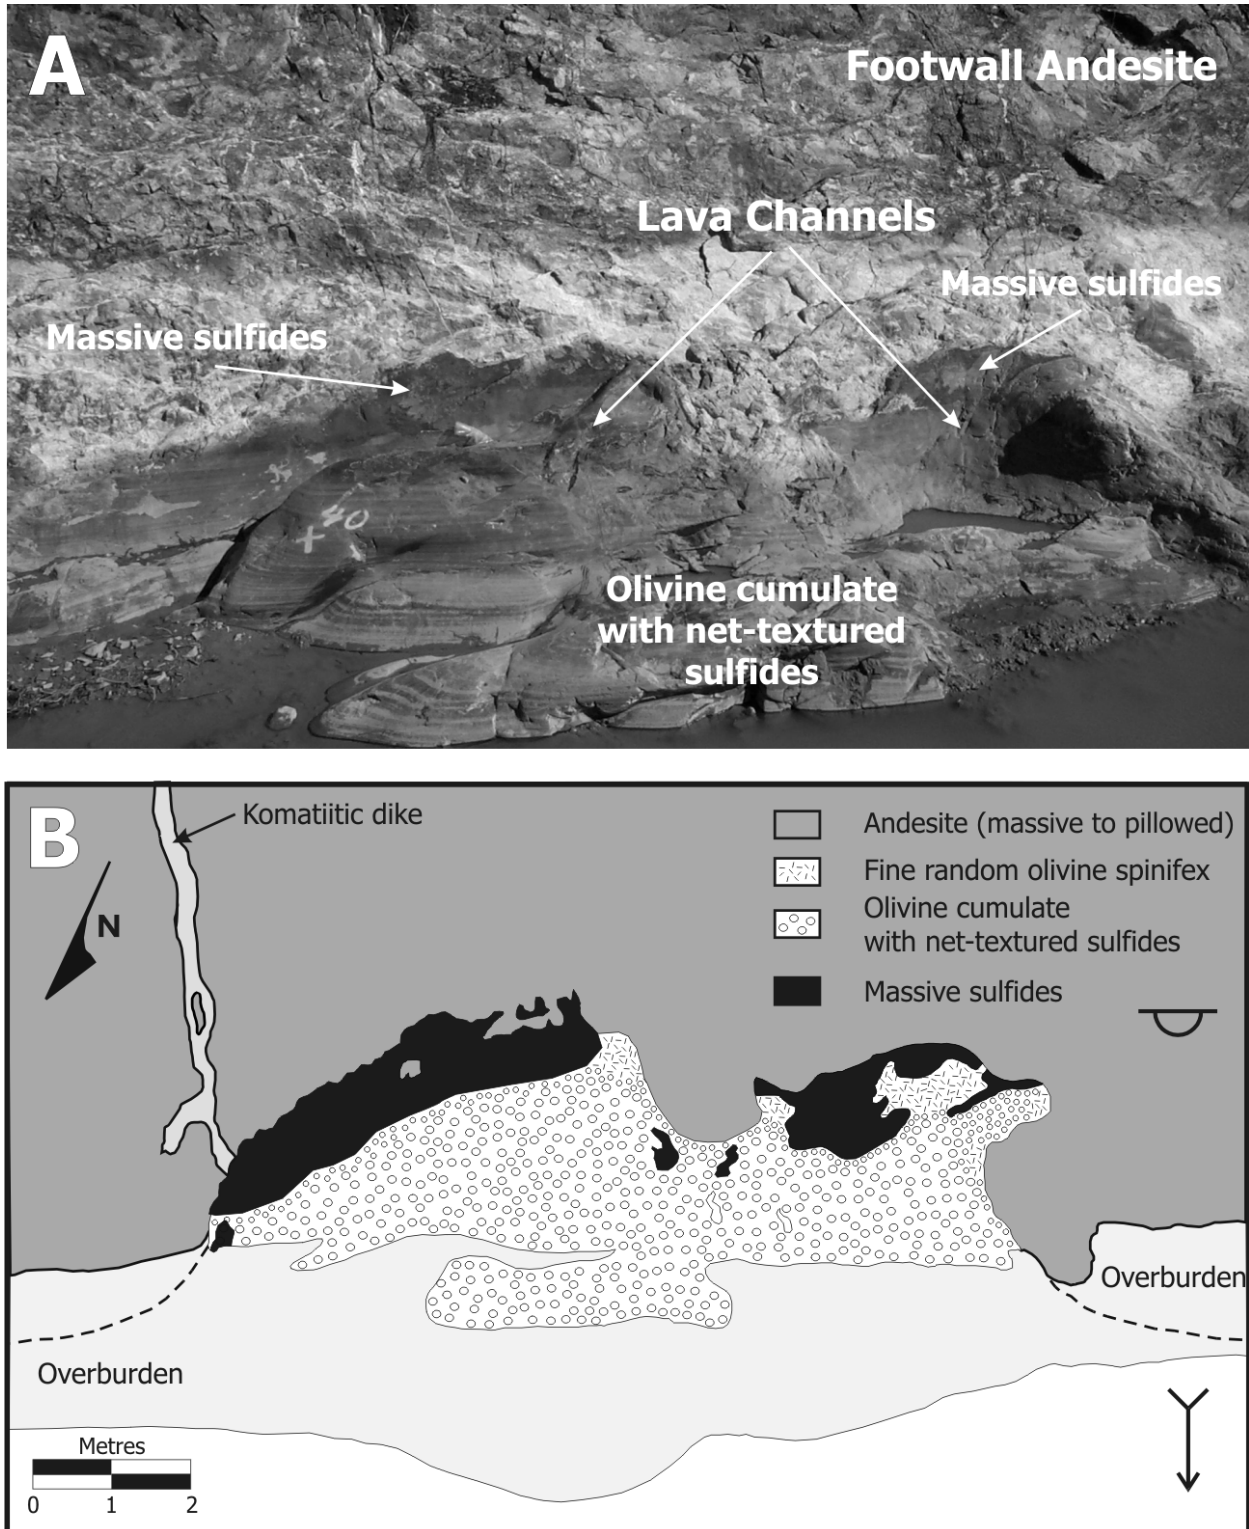 A
Footwall Andesite
Lava Channels
Massive sulfides
Massive sulfides
+40
Olivine cumulate
with net-textured
sulfides
B
Komatiitic dike
N
Andesite (massive to pillowed)
Fine random olivine spinifex
Olivine cumulate
with net-textured sulfides
Massive sulfides
Overburden
Overburden
Metres
0 1 2